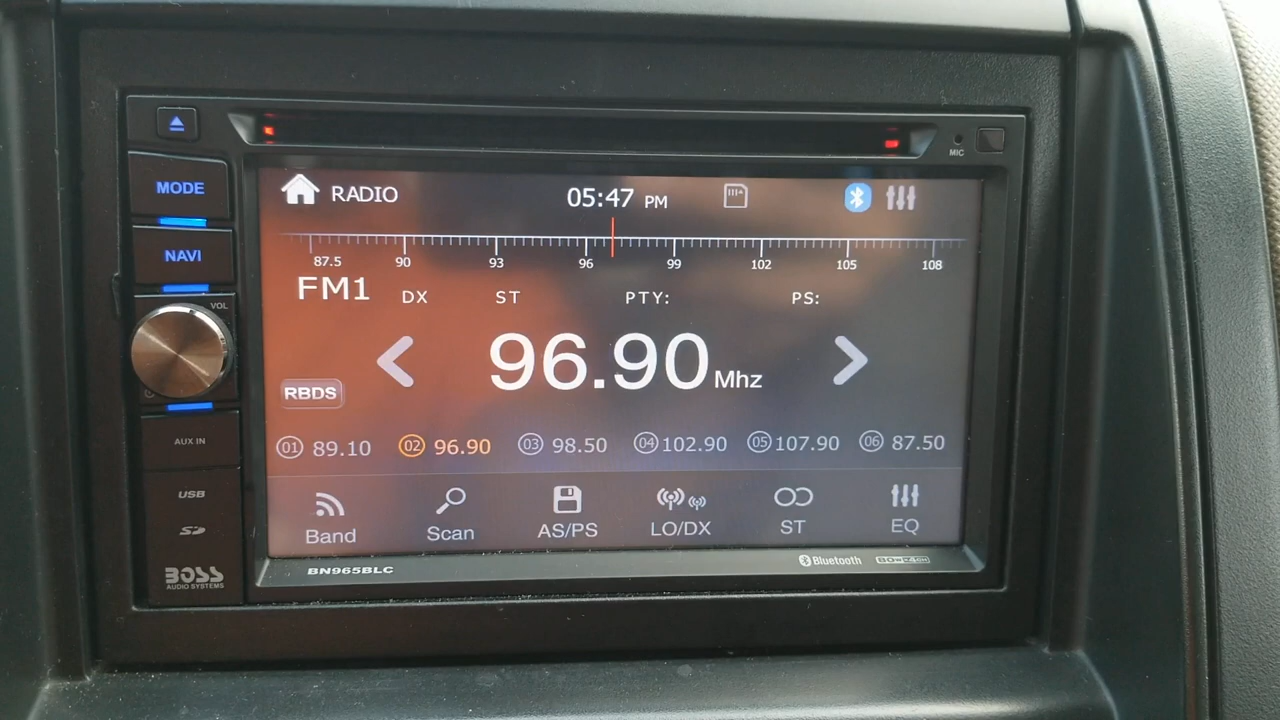 MIC
MODE
NAVI
VOL
AUX IN
USB
SD
BOSS
AUDIO SYSTEMS
RADIO 05:47 PM
87.5 90 93 96 99 102 105 108
FM1 DX ST PTY: PS:
96.90 Mhz
RBDS
01 89.10 02 96.90 03 98.50 04 102.90 05 107.90 06 87.50
Band Scan AS/PS LO/DX ST EQ
BN965BLC Bluetooth 80W x 4CH